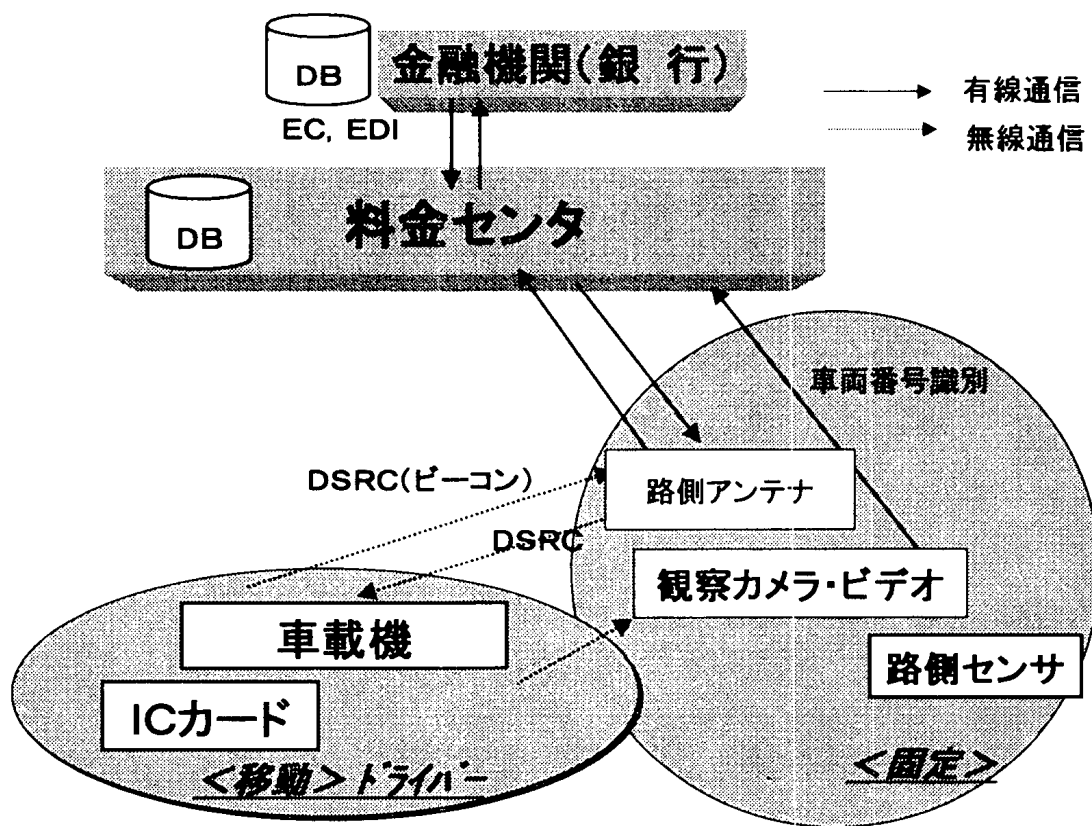 DB
金融機関(銀 行)
EC, EDI
有線通信
無線通信
DB
料金センタ
車両番号識別
DSRC(ビーコン)
路側アンテナ
DSRC
観察カメラ・ビデオ
車載機
路側センサ
ICカード
<移動>ドライバー
<固定>